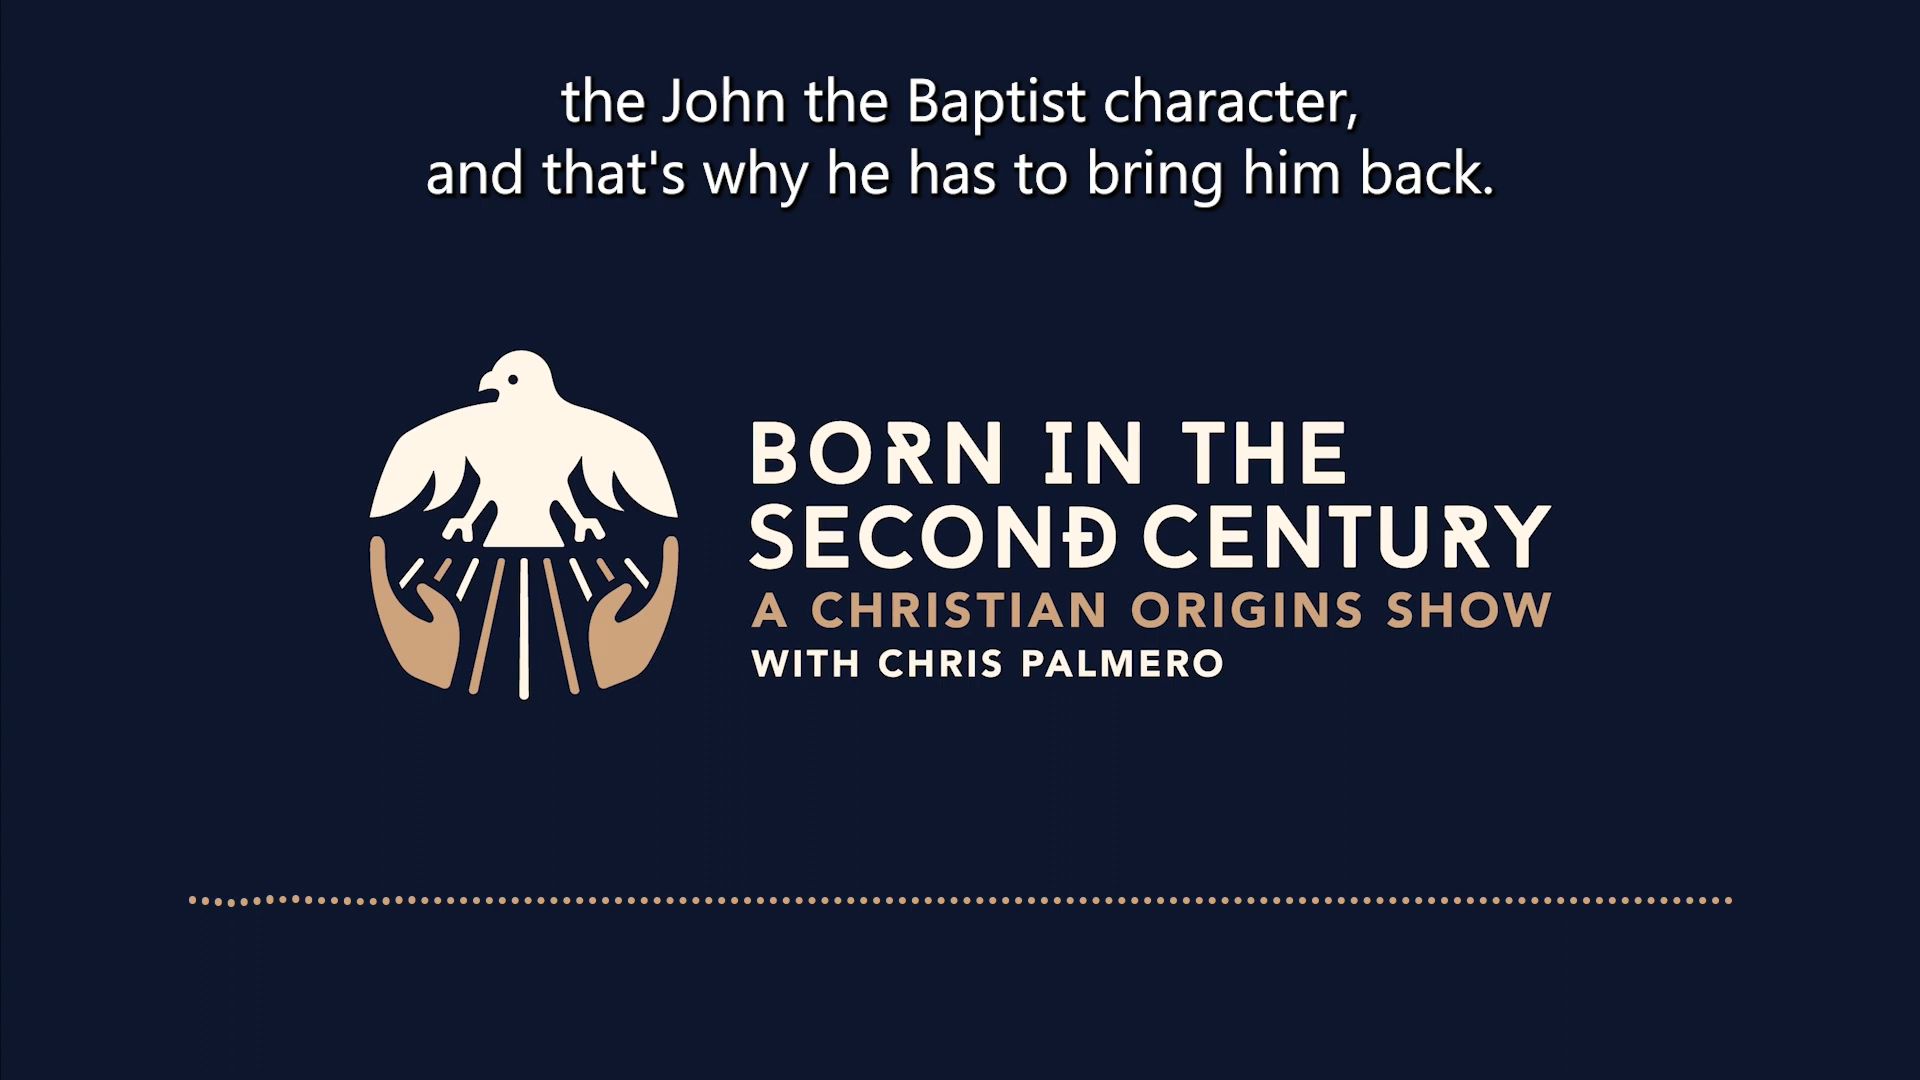 the John the Baptist character,
and that's why he has to bring him back.
BORN IN THE
SECOND CENTURY
A CHRISTIAN ORIGINS SHOW
WITH CHRIS PALMERO